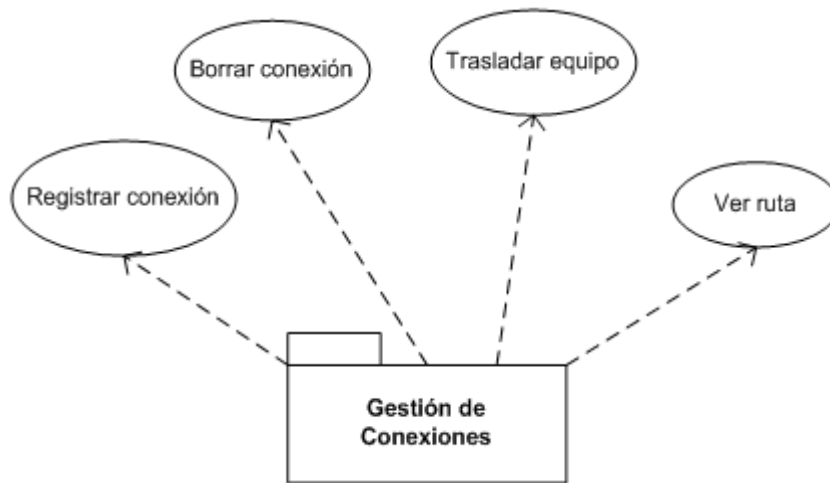 Borrar conexión
Trasladar equipo
Registrar conexión
Ver ruta
Gestión de
Conexiones